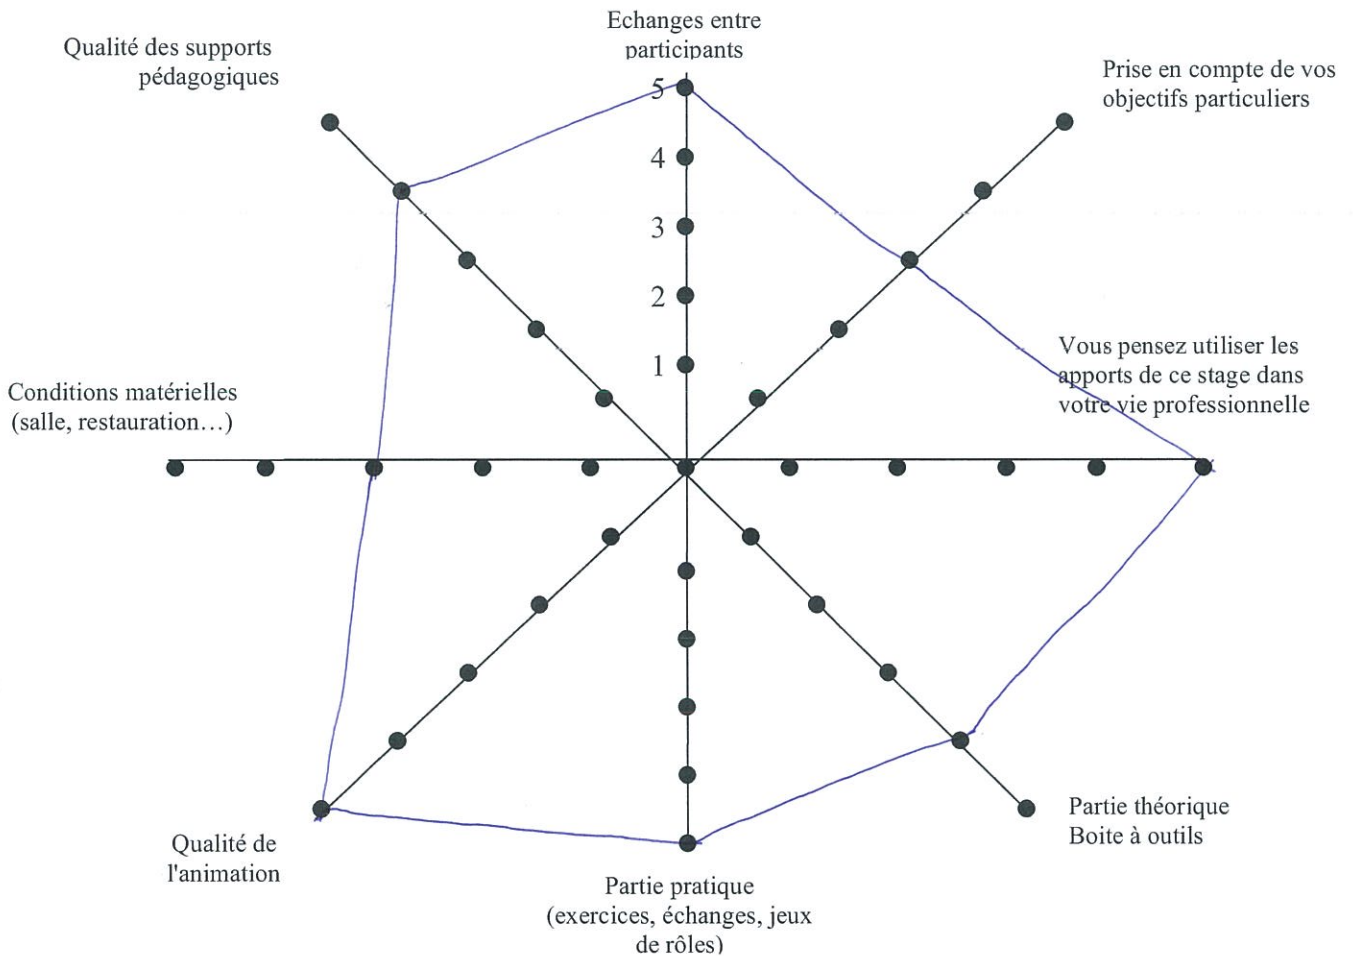 Echanges entre
participants
Qualité des supports
pédagogiques
Prise en compte de vos
objectifs particuliers
5
4
3
2
1
Vous pensez utiliser les
apports de ce stage dans
votre vie professionnelle
Conditions matérielles
(salle, restauration…)
Partie théorique
Boite à outils
Qualité de
l'animation
Partie pratique
(exercices, échanges, jeux
de rôles)